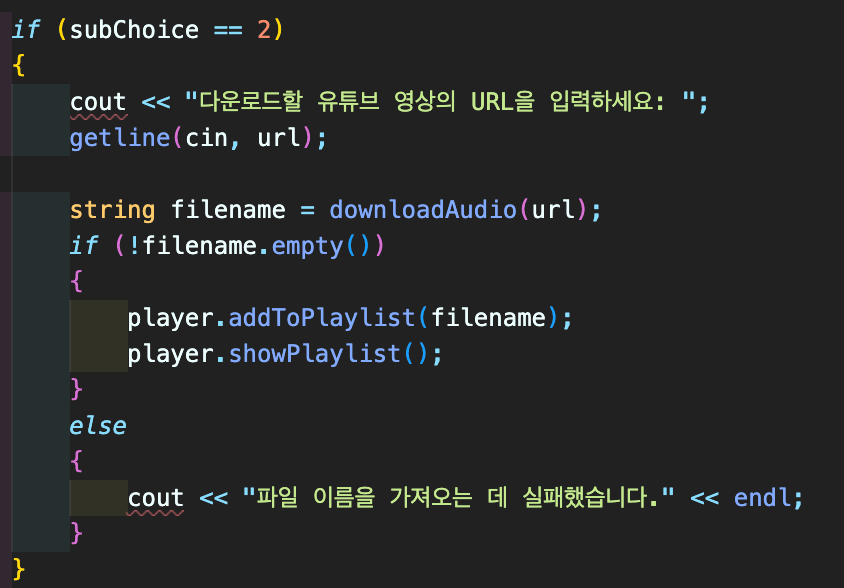 if (subChoice == 2)
{
cout << "다운로드할 유튜브 영상의 URL을 입력하세요: ";
getline(cin, url);
string filename = downloadAudio(url);
if (!filename.empty())
{
player.addToPlaylist(filename);
player.showPlaylist();
}
else
{
cout << "파일 이름을 가져오는 데 실패했습니다." << endl;
}
}